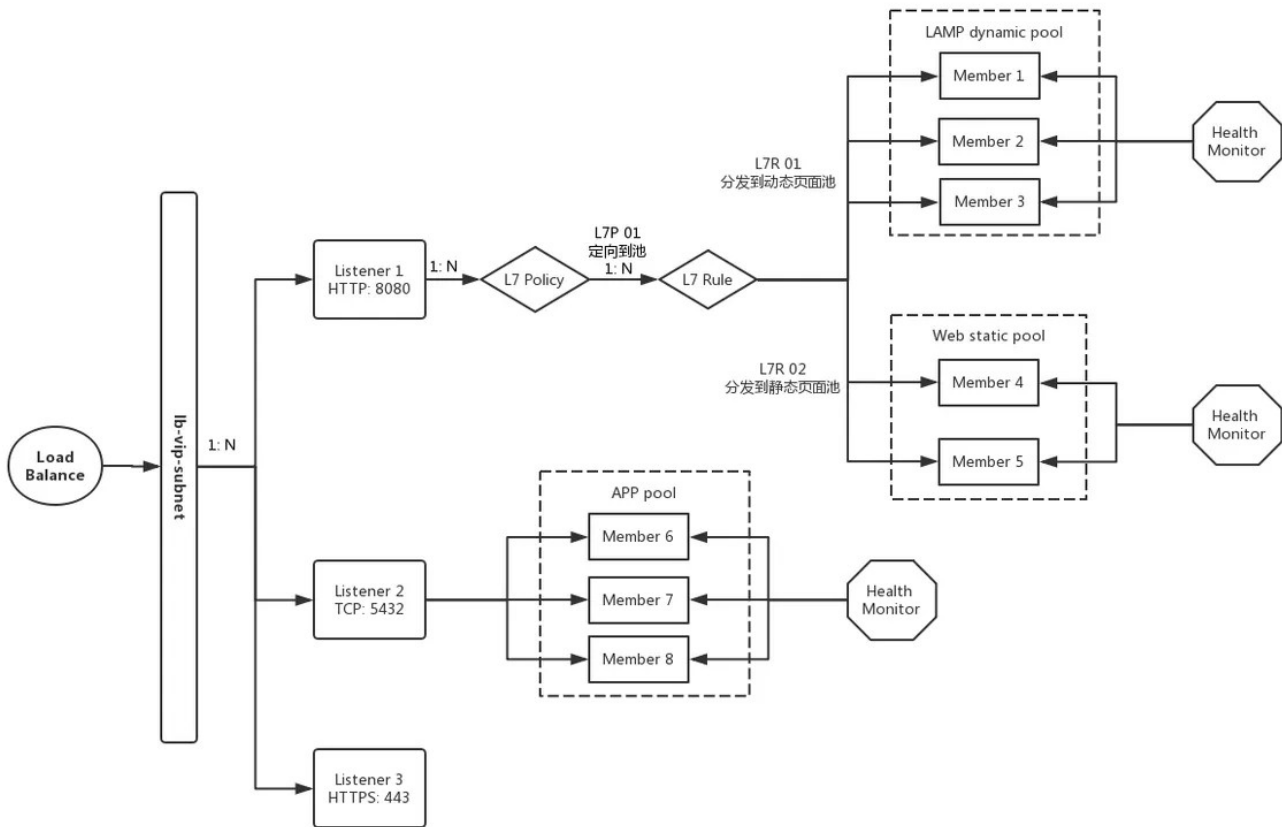 LAMP dynamic pool
Member 1
Member 2
Member 3
Health
Monitor
L7R 01
分发到动态页面池
L7P 01
定向到池
Listener 1
HTTP: 8080
1: N
L7 Policy
1: N
L7 Rule
Web static pool
L7R 02
分发到静态页面池
Member 4
Member 5
Health
Monitor
Load
Balance
lb-vip-subnet
1: N
APP pool
Member 6
Member 7
Member 8
Health
Monitor
Listener 2
TCP: 5432
Listener 3
HTTPS: 443